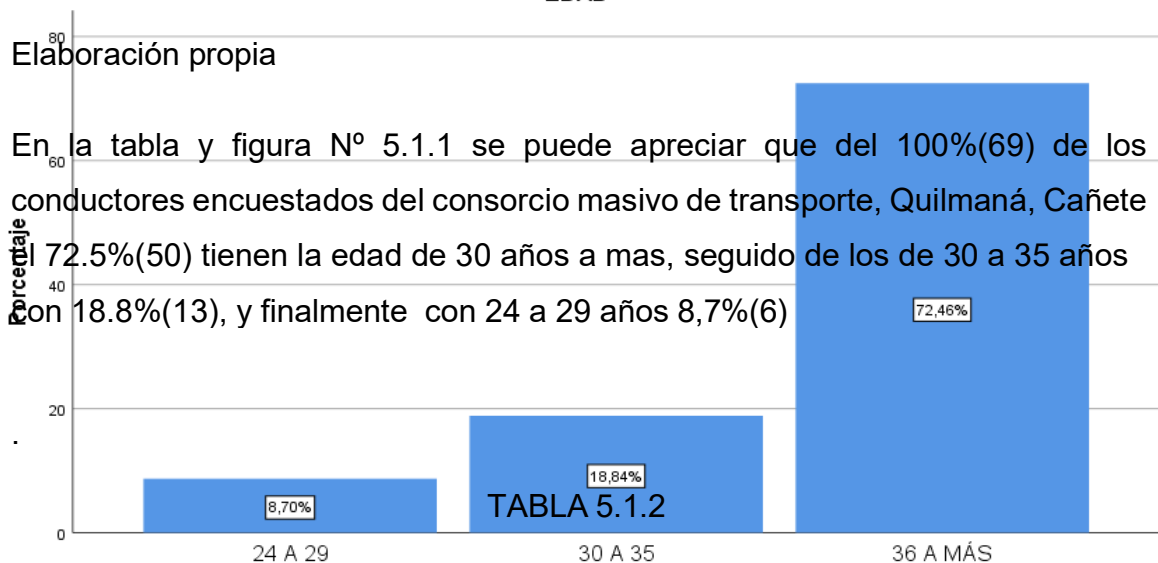 80
Elaboración propia
En la tabla y figura Nº 5.1.1 se puede apreciar que del 100%(69) de los
60
conductores encuestados del consorcio masivo de transporte, Quilmaná, Cañete
Porcentaje
el 72.5%(50) tienen la edad de 30 años a mas, seguido de los de 30 a 35 años
40
con 18.8%(13), y finalmente con 24 a 29 años 8,7%(6)
72,46%
20
.
18,84%
8,70%
TABLA 5.1.2
0
24 A 29
30 A 35
36 A MÁS